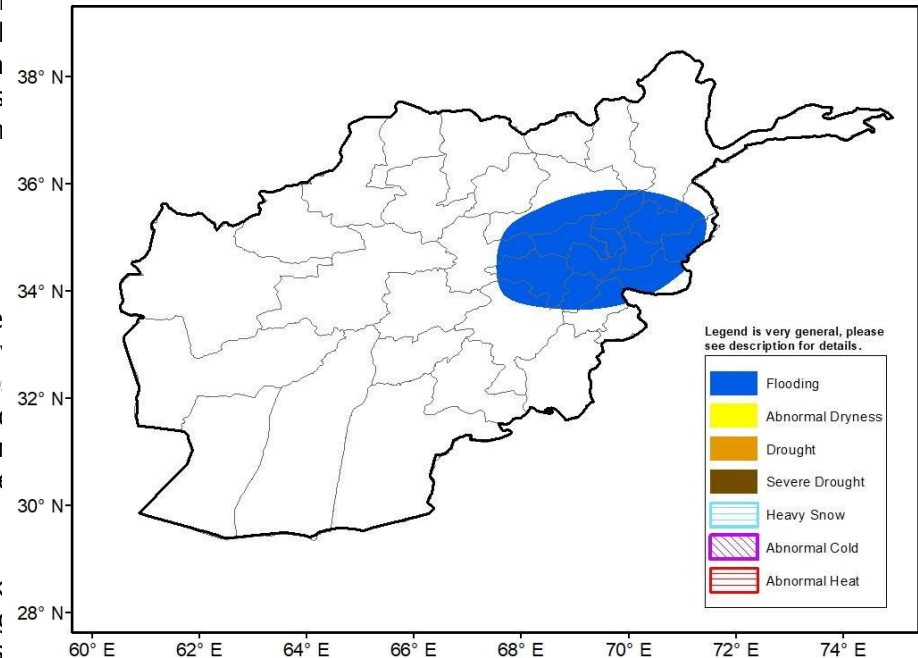 38° N
36° N
34° N
32° N
30° N
28° N
60° E
62° E
64° E
66° E
68° E
70° E
72° E
74° E
Legend is very general, please
see description for details.
Flooding
Abnormal Dryness
Drought
Severe Drought
Heavy Snow
Abnormal Cold
Abnormal Heat